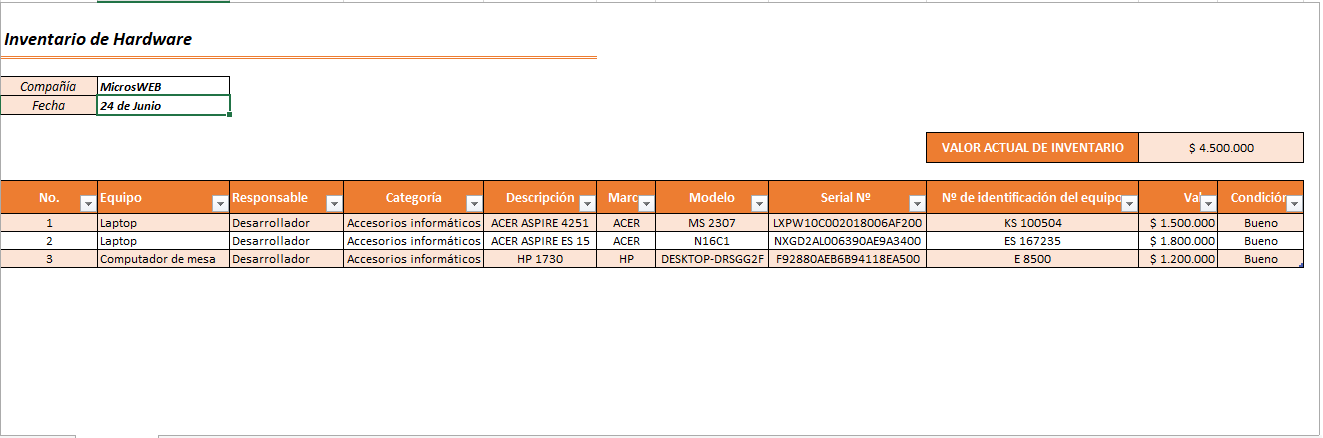 Inventario de Hardware
Compañía MicrosWEB
Fecha 24 de Junio
VALOR ACTUAL DE INVENTARIO $ 4.500.000
No. Equipo Responsable Categoría Descripción Marc Modelo Serial Nº Nº de identificación del equipo Val Condición
1 Laptop Desarrollador Accesorios informáticos ACER ASPIRE 4251 ACER MS 2307 LXPW10C002018006AF200 KS 100504 $ 1.500.000 Bueno
2 Laptop Desarrollador Accesorios informáticos ACER ASPIRE ES 15 ACER N16C1 NXGD2AL006390AE9A3400 ES 167235 $ 1.800.000 Bueno
3 Computador de mesa Desarrollador Accesorios informáticos HP 1730 HP DESKTOP-DRSGG2F F92880AEB6B94118EA500 E 8500 $ 1.200.000 Bueno